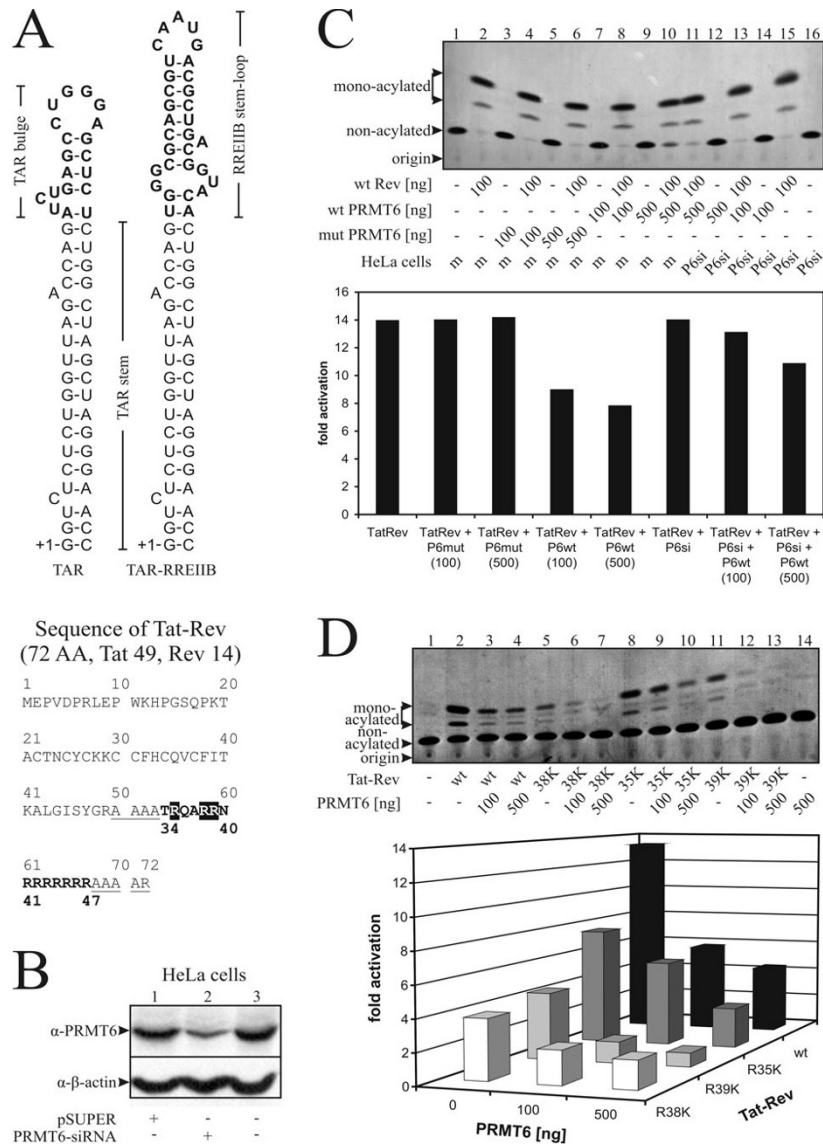 A
TAR bulge
TAR stem
RREIIB stem-loop
+1-G-C
+1-G-C
TAR
TAR-RREIIB
Sequence of Tat-Rev
(72 AA, Tat 49, Rev 14)
1 10 20
MEPVDPRLEP WKHPGSQPKT
21 30 40
ACTNCYCKKC CFHCQVCFIT
41 50 60
KALGISYGRA AAATRQARRN
34 40
61 70 72
RRRRRRRAAA AR
41 47
B
HeLa cells
1 2 3
α-PRMT6
α-β-actin
pSUPER + - -
PRMT6-siRNA - + -
C
1 2 3 4 5 6 7 8 9 10 11 12 13 14 15 16
mono-acylated
non-acylated
origin
wt Rev [ng] - 100 - 100 - 100 - 100 - 100 100 - 100 - 100 -
wt PRMT6 [ng] - - - - - - 100 100 500 500 500 500 100 100 - -
mut PRMT6 [ng] - - 100 100 500 500 - - - - - - - - - -
HeLa cells m m m m m m m m m m P6si P6si P6si P6si P6si P6si
fold activation
16
14
12
10
8
6
4
2
0
TatRev
TatRev + P6mut (100)
TatRev + P6mut (500)
TatRev + P6wt (100)
TatRev + P6wt (500)
TatRev + P6si
TatRev + P6si + P6wt (100)
TatRev + P6si + P6wt (500)
D
1 2 3 4 5 6 7 8 9 10 11 12 13 14
mono-acylated
non-acylated
origin
Tat-Rev - wt wt wt 38K 38K 38K 35K 35K 35K 39K 39K 39K -
PRMT6 [ng] - - 100 500 - 100 500 - 100 500 - 100 500 500
fold activation
14
12
10
8
6
4
2
0
0 100 500
PRMT6 [ng]
R38K
R39K
R35K
wt
Tat-Rev